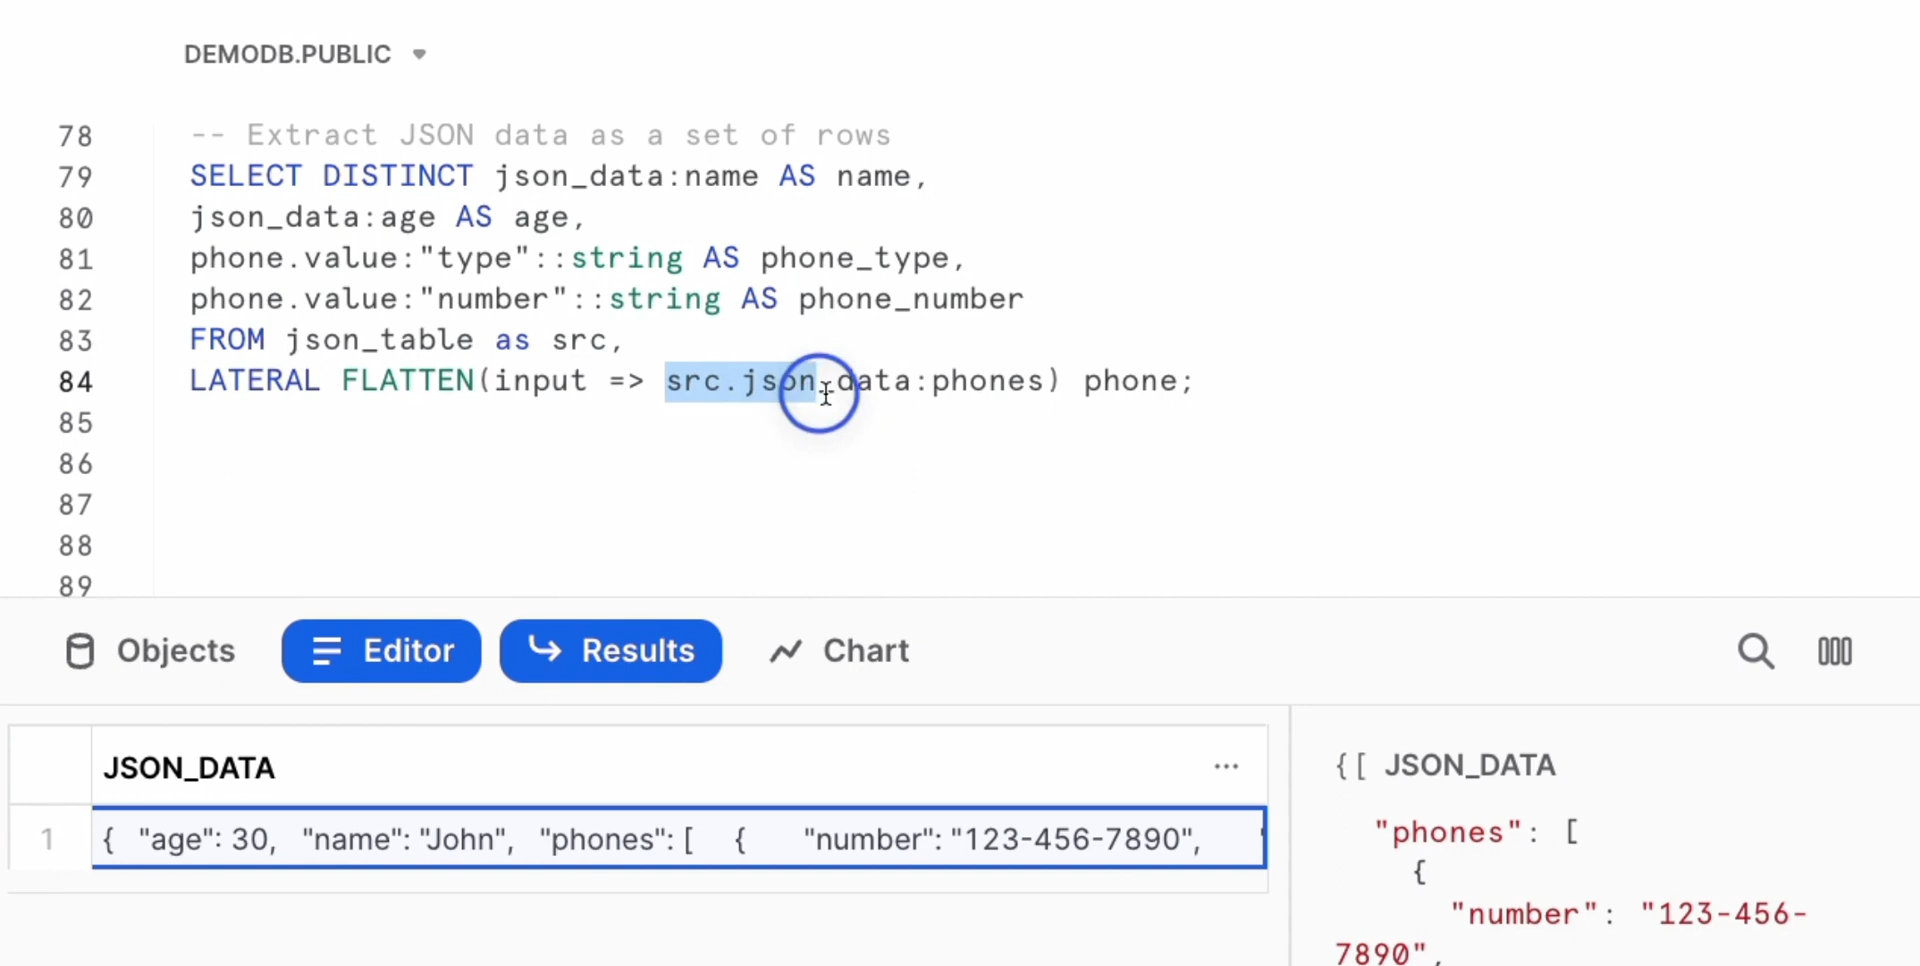 DEMODB.PUBLIC
78 -- Extract JSON data as a set of rows
79 SELECT DISTINCT json_data:name AS name,
80 json_data:age AS age,
81 phone.value:"type"::string AS phone_type,
82 phone.value:"number"::string AS phone_number
83 FROM json_table as src,
84 LATERAL FLATTEN(input => src.json_data:phones) phone;
85
86
87
88
89
Objects Editor Results Chart
JSON_DATA ...
1 { "age": 30, "name": "John", "phones": [ { "number": "123-456-7890",
{[ JSON_DATA
"phones": [
{
"number": "123-456-
7890",